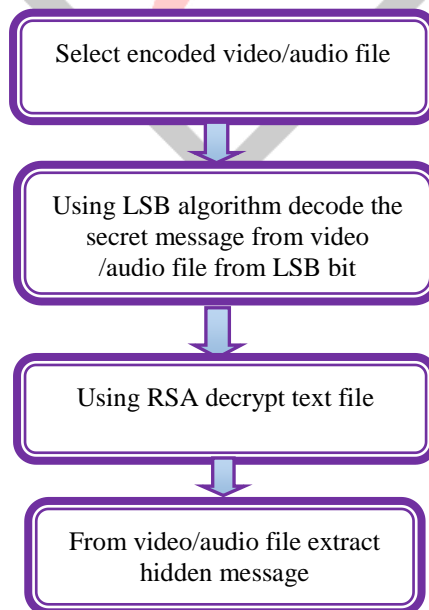 Select encoded video/audio file
Using LSB algorithm decode the
secret message from video
/audio file from LSB bit
Using RSA decrypt text file
From video/audio file extract
hidden message